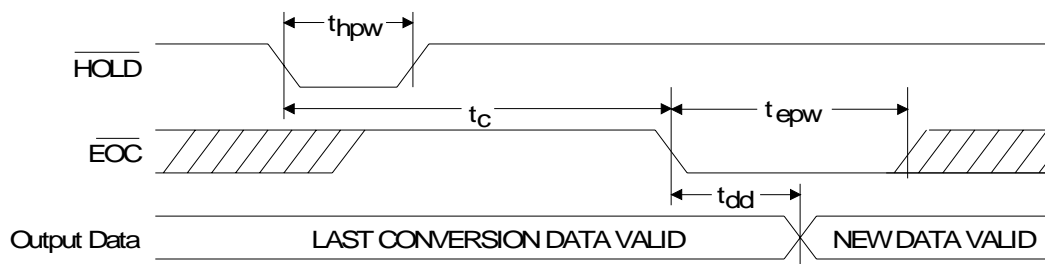 thpw
HOLD
tc
tepw
EOC
tdd
Output Data
LAST CONVERSION DATA VALID
NEW DATA VALID